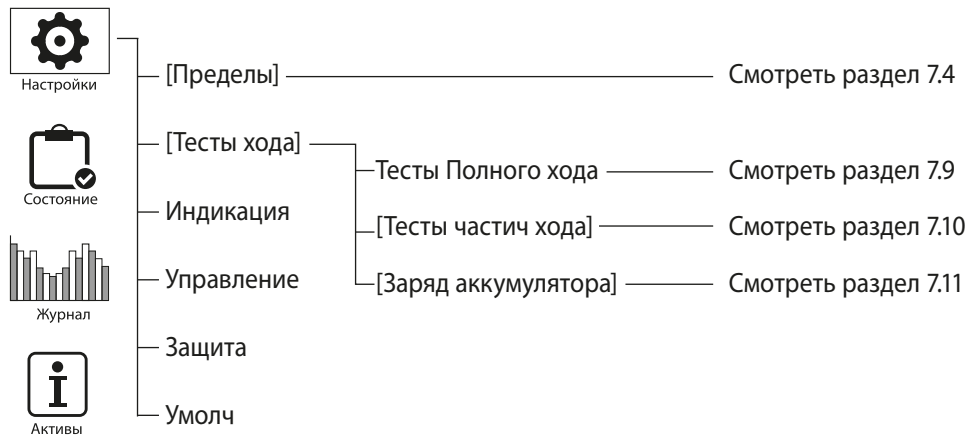 Настройки
[Пределы]
Смотреть раздел 7.4
[Тесты хода]
Тесты Полного хода
Смотреть раздел 7.9
Состояние
Индикация
[Тесты частич хода]
Смотреть раздел 7.10
Управление
[Заряд аккумулятора]
Смотреть раздел 7.11
Журнал
Защита
Умолч
Активы